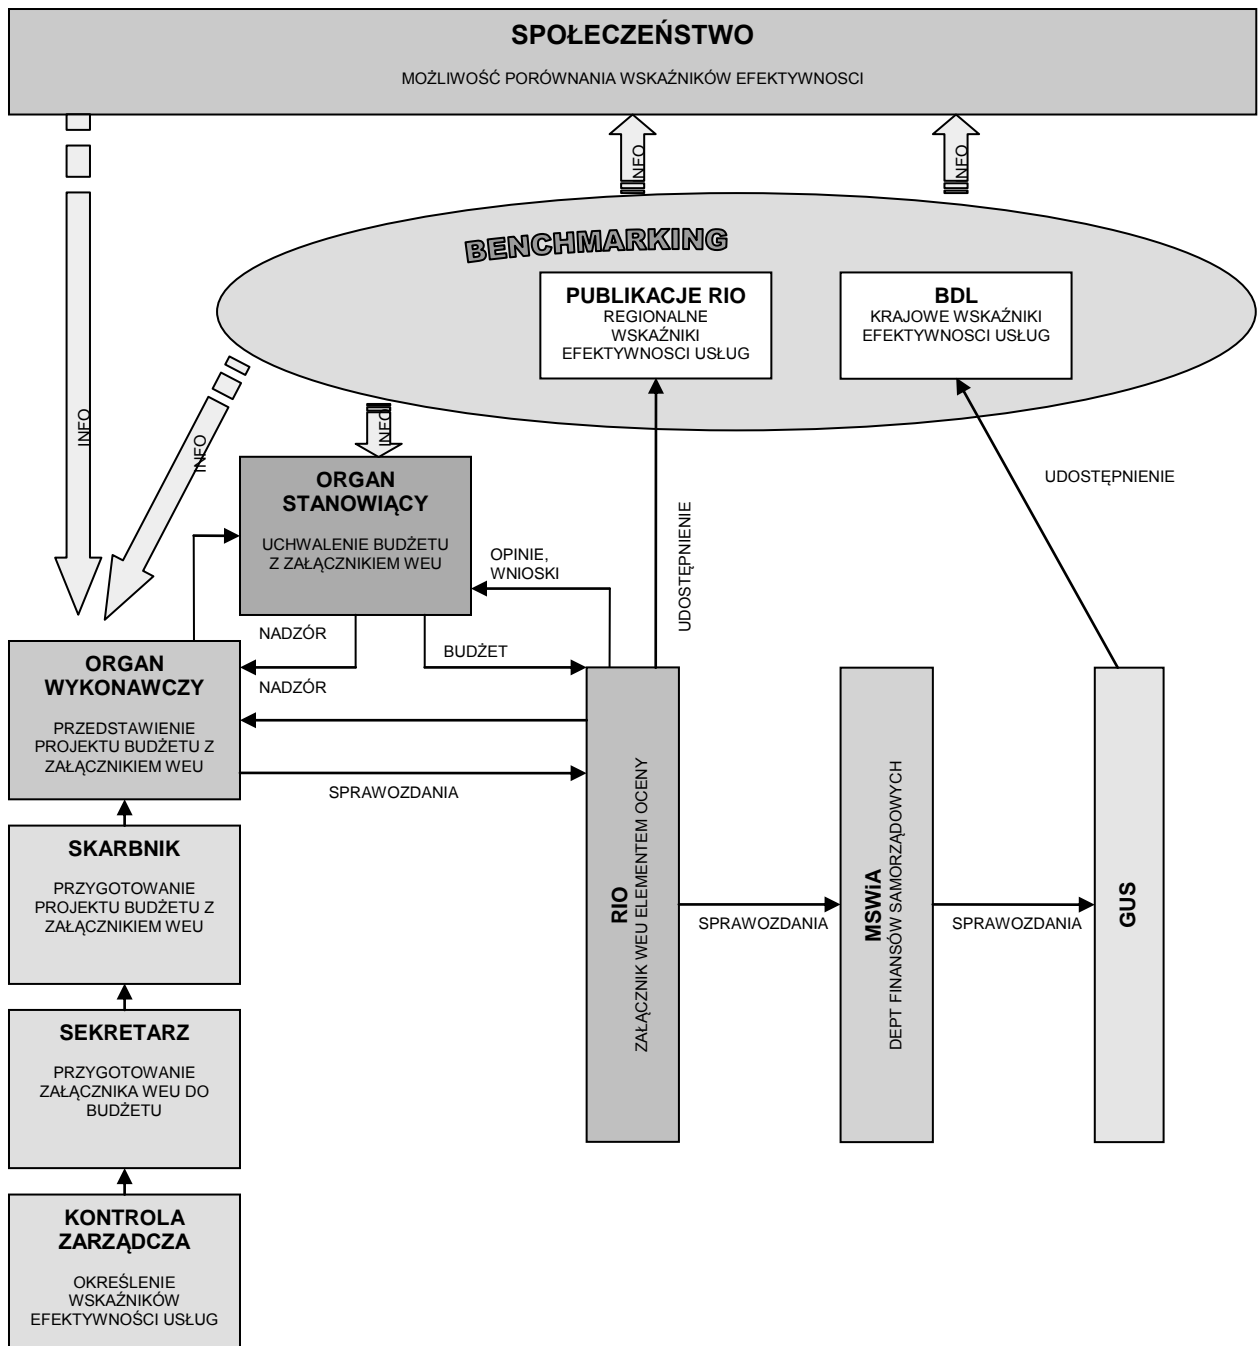 SPOŁECZEŃSTWO
MOŻLIWOŚĆ PORÓWNANIA WSKAŹNIKÓW EFEKTYWNOSCI
NFO
NFO
BENCHMARKING
PUBLIKACJE RIO
REGIONALNE
WSKAŹNIKI
EFEKTYWNOSCI USŁUG
BDL
KRAJOWE WSKAŹNIKI
EFEKTYWNOSCI USŁUG
INFO
INFO
INFO
ORGAN
STANOWIĄCY
UCHWALENIE BUDŻETU
Z ZAŁĄCZNIKIEM WEU
OPINIE,
WNIOSKI
UDOSTĘPNIENIE
UDOSTĘPNIENIE
NADZÓR
BUDŻET
NADZÓR
ORGAN
WYKONAWCZY
PRZEDSTAWIENIE
PROJEKTU BUDŻETU Z
ZAŁĄCZNIKIEM WEU
SPRAWOZDANIA
SKARBNIK
PRZYGOTOWANIE
PROJEKTU BUDŻETU Z
ZAŁĄCZNIKIEM WEU
RIO
ZAŁĄCZNIK WEU ELEMENTEM OCENY
SPRAWOZDANIA
MSWiA
DEPT FINANSÓW SAMORZĄDOWYCH
SPRAWOZDANIA
GUS
SEKRETARZ
PRZYGOTOWANIE
ZAŁĄCZNIKA WEU DO
BUDŻETU
KONTROLA
ZARZĄDCZA
OKREŚLENIE
WSKAŹNIKÓW
EFEKTYWNOŚCI USŁUG